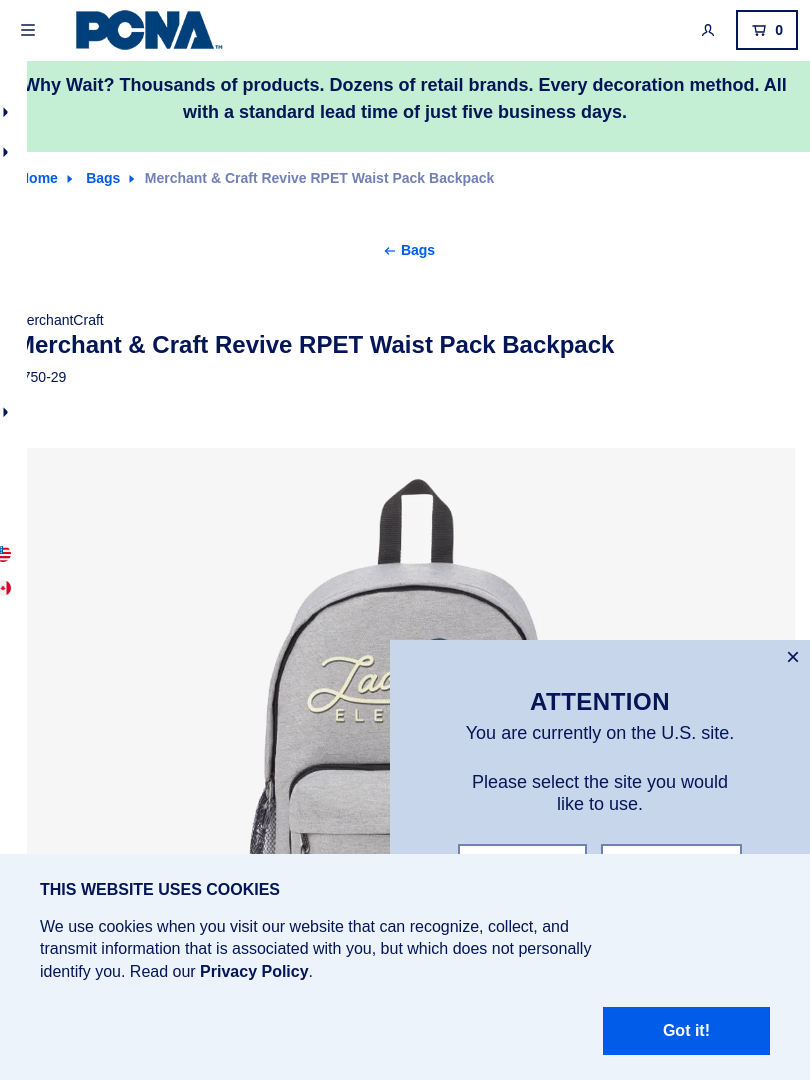 PCNA™
0
Why Wait? Thousands of products. Dozens of retail brands. Every decoration method. All
with a standard lead time of just five business days.
Home
Bags
Merchant & Craft Revive RPET Waist Pack Backpack
← Bags
MerchantCraft
Merchant & Craft Revive RPET Waist Pack Backpack
750-29
ATTENTION
You are currently on the U.S. site.
Please select the site you would
like to use.
THIS WEBSITE USES COOKIES
We use cookies when you visit our website that can recognize, collect, and
transmit information that is associated with you, but which does not personally
identify you. Read our Privacy Policy.
Got it!